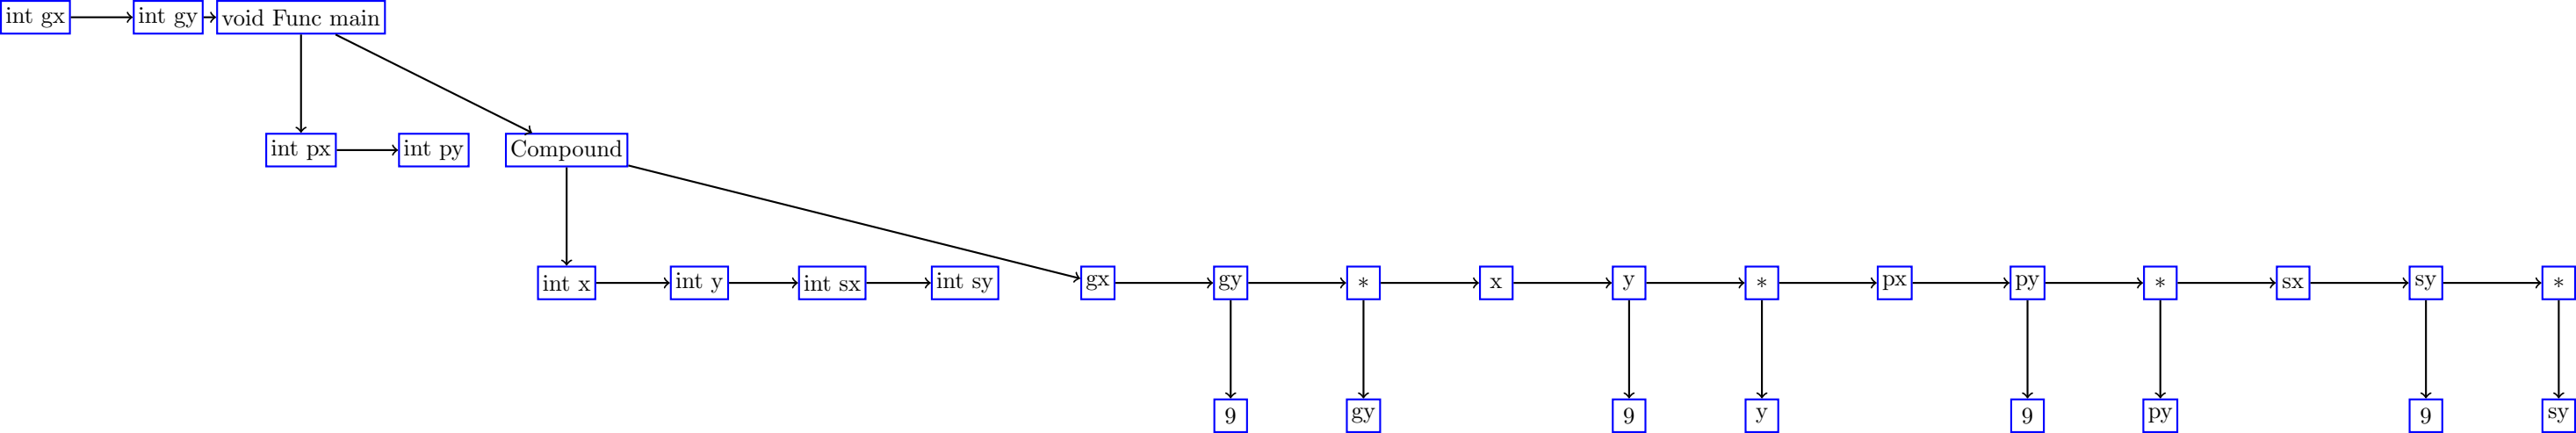 int gx int gy void Func main
int px int py Compound
int x int y int sx int sy gx gy * x y * px py * sx sy *
9 gy 9 y 9 py 9 sy